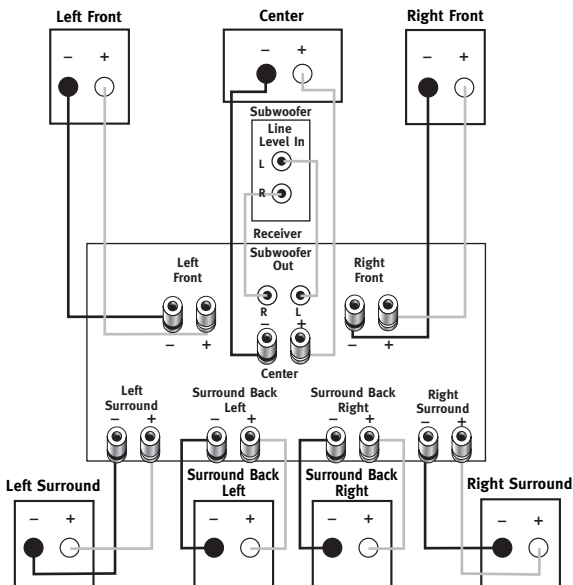 Left Front
Center
Right Front
– +
– +
– +
Subwoofer
Line
Level In
L
R
Receiver
Subwoofer
Out
Left
Front
Right
Front
R L
– +
– +
– +
Center
Left
Surround
Surround Back
Left
Surround Back
Right
Right
Surround
– +
– +
– +
– +
Left Surround
Surround Back
Left
Surround Back
Right
Right Surround
– +
– +
– +
– +